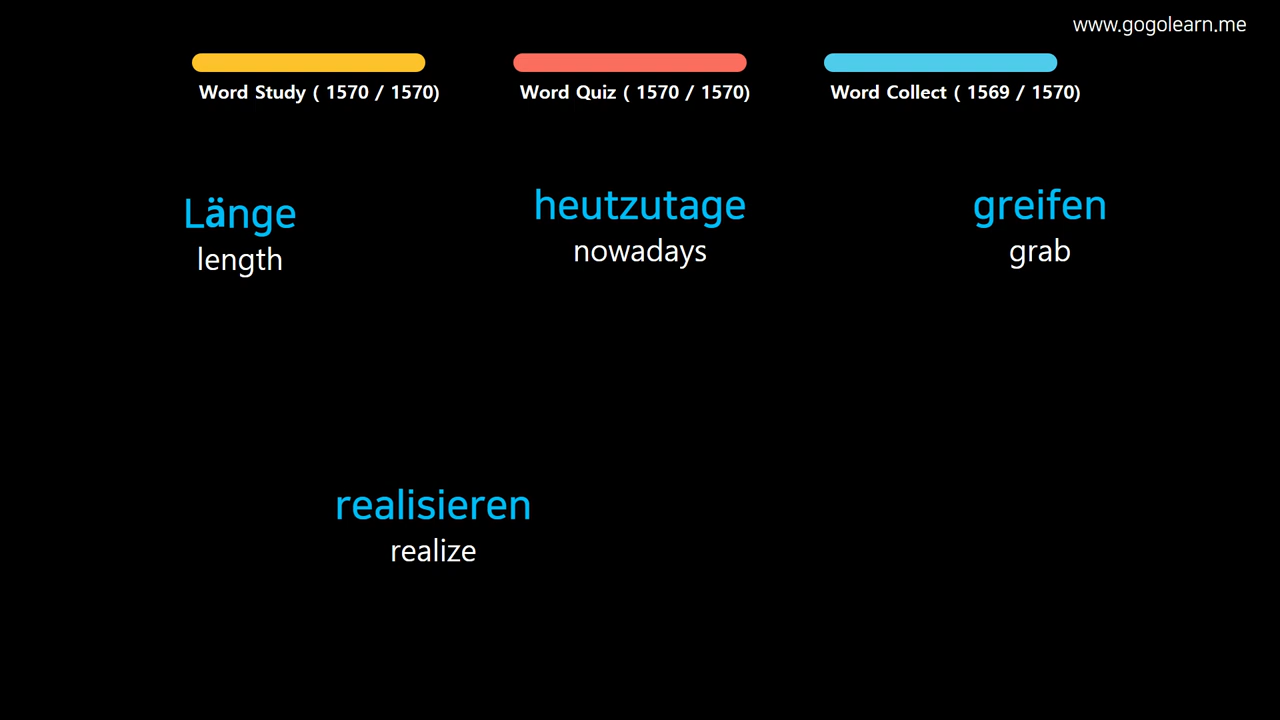 www.gogolearn.me
Word Study ( 1570 / 1570)
Word Quiz ( 1570 / 1570)
Word Collect ( 1569 / 1570)
Länge
length
heutzutage
nowadays
greifen
grab
realisieren
realize